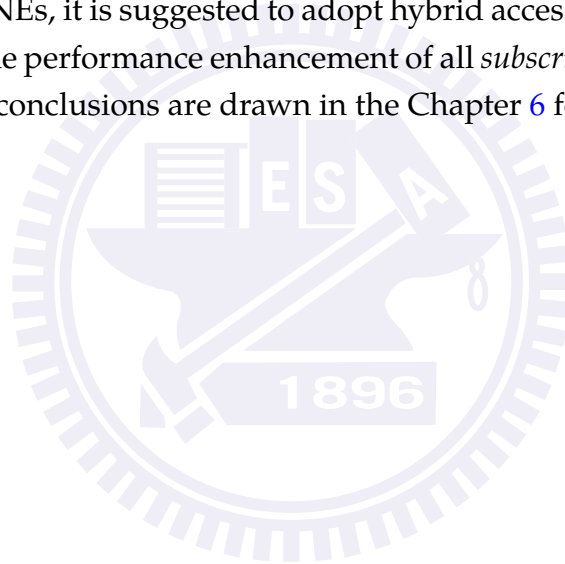 NEs, it is suggested to adopt hybrid acces
e performance enhancement of all subscr
conclusions are drawn in the Chapter 6 f
E S A
1896